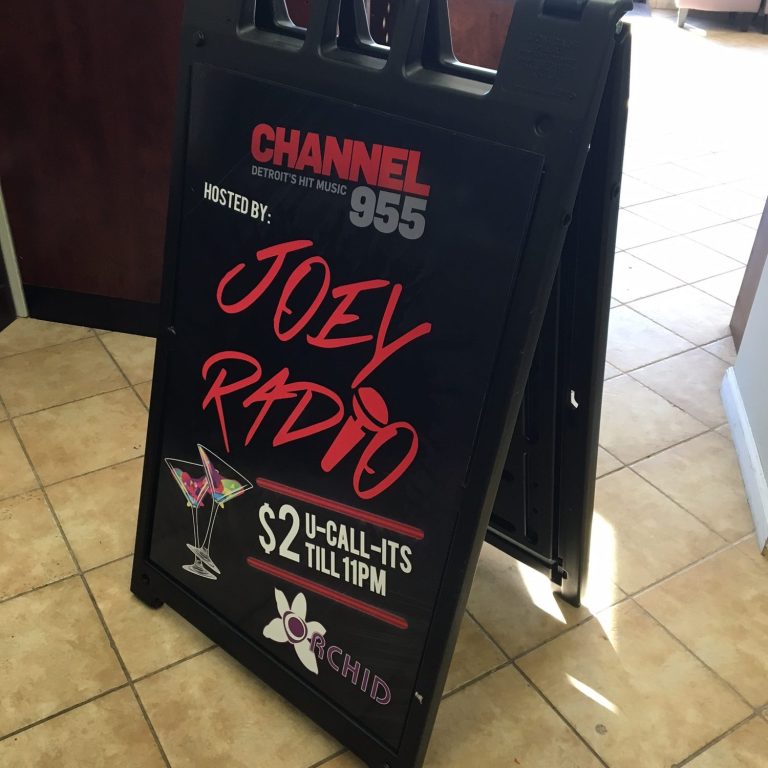 CHANNEL
DETROIT'S HIT MUSIC
955
HOSTED BY:
JOEY
RADIO
$2 U-CALL-ITS
TILL 11PM
ORCHID